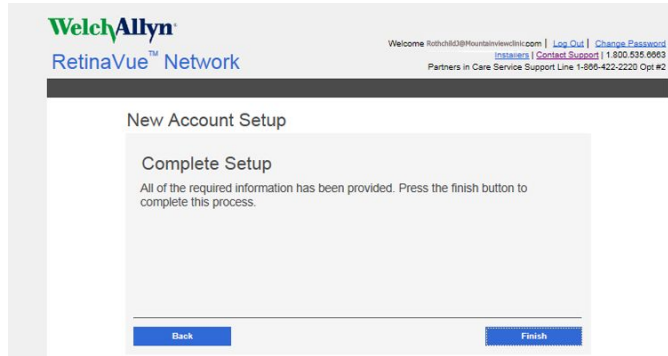 WelchAllyn
RetinaVue™ Network
Welcome RothchildJ@Mountainviewclinic.com | Log Out | Change Password
Installers | Contact Support | 1.800.535.6663
Partners in Care Service Support Line 1-866-422-2220 Opt #2
New Account Setup
Complete Setup
All of the required information has been provided. Press the finish button to
complete this process.
Back
Finish